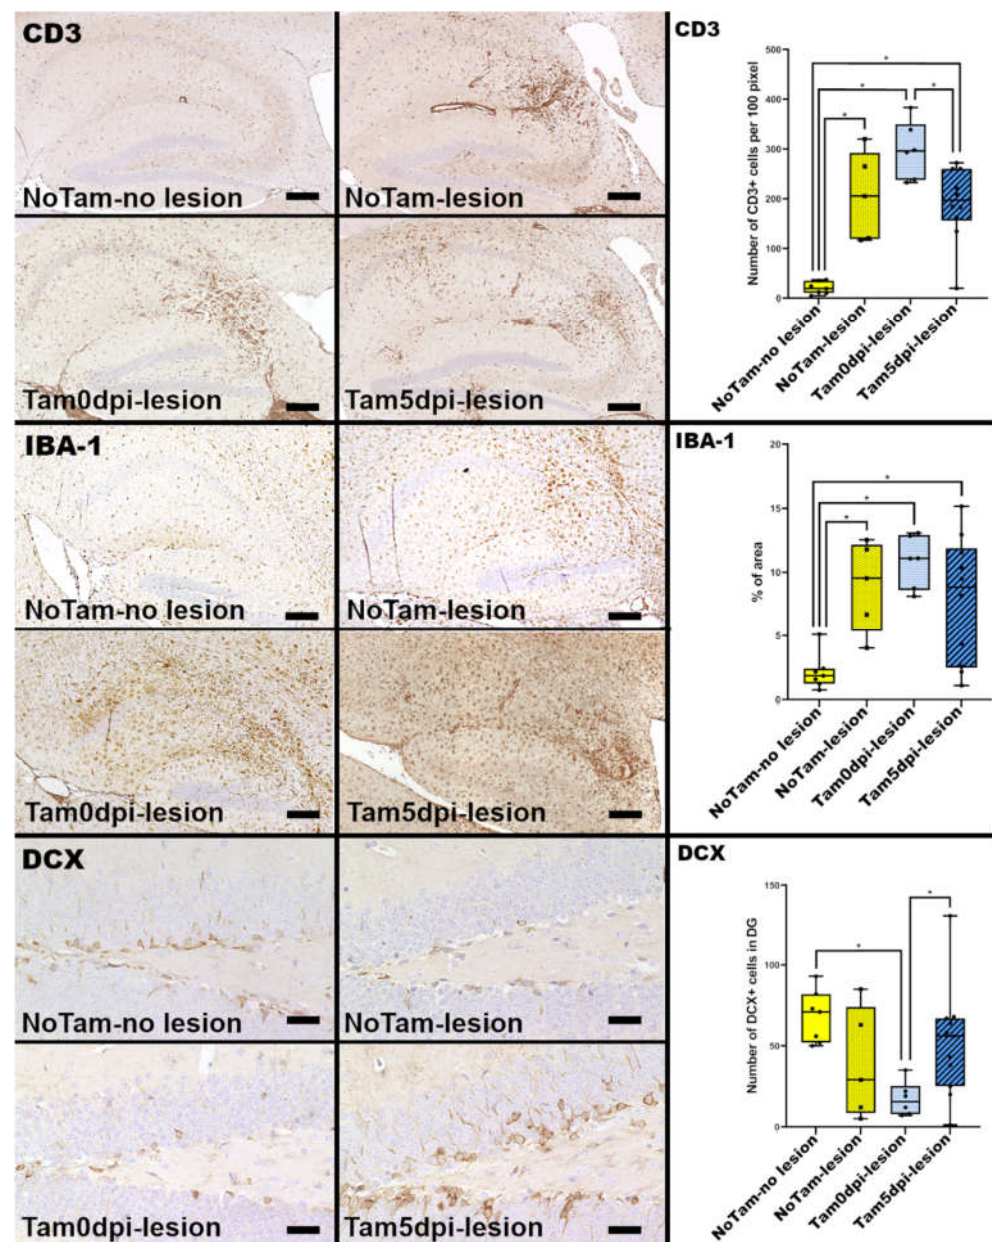 CD3
NoTam-no lesion
NoTam-lesion
Tam0dpi-lesion
Tam5dpi-lesion
CD3
Number of CD3+ cells per 100 pixel
500
400
300
200
100
0
*
*
*
*
NoTam-no lesion
NoTam-lesion
Tam0dpi-lesion
Tam5dpi-lesion
IBA-1
NoTam-no lesion
NoTam-lesion
Tam0dpi-lesion
Tam5dpi-lesion
IBA-1
% of area
20
15
10
5
0
*
*
*
NoTam-no lesion
NoTam-lesion
Tam0dpi-lesion
Tam5dpi-lesion
DCX
NoTam-no lesion
NoTam-lesion
Tam0dpi-lesion
Tam5dpi-lesion
DCX
Number of DCX+ cells in DG
150
100
50
0
*
*
NoTam-no lesion
NoTam-lesion
Tam0dpi-lesion
Tam5dpi-lesion